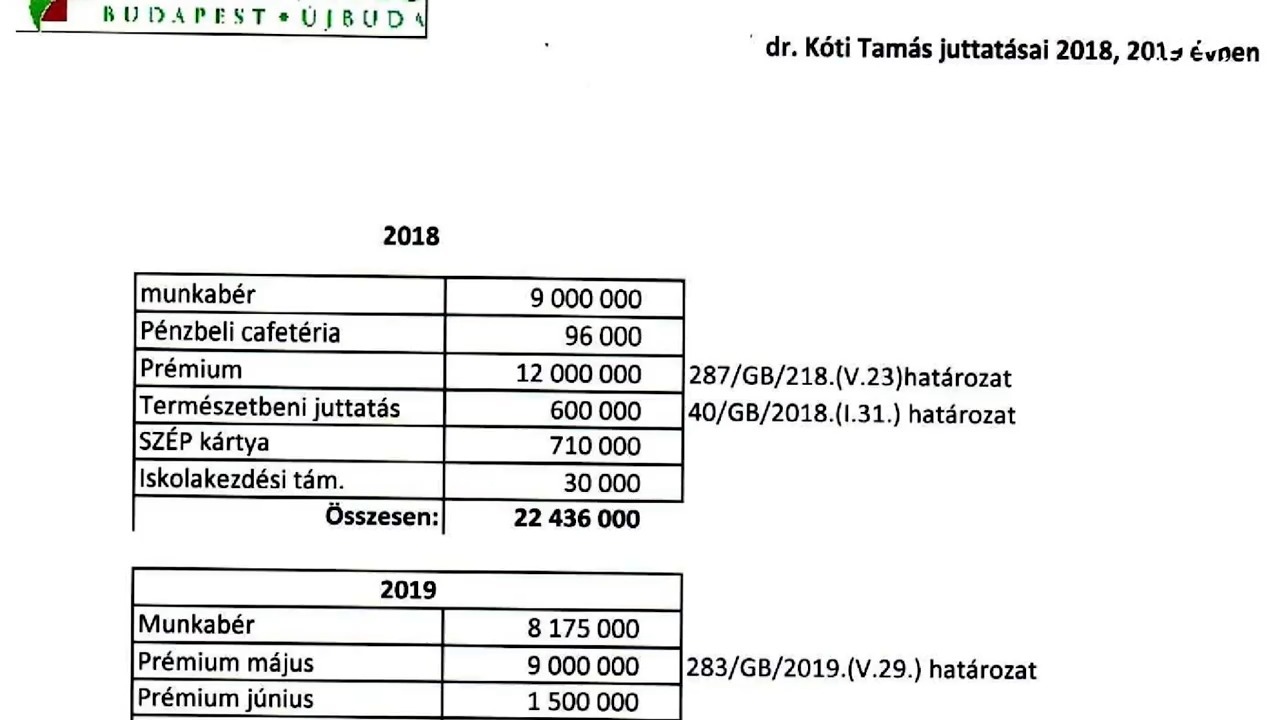 BUDAPEST • ÚJBUDA
dr. Kóti Tamás juttatásai 2018, 2019 évben
2018
munkabér 9 000 000
Pénzbeli cafetéria 96 000
Prémium 12 000 000 287/GB/218.(V.23)határozat
Természetbeni juttatás 600 000 40/GB/2018.(I.31.) határozat
SZÉP kártya 710 000
Iskolakezdési tám. 30 000
Összesen: 22 436 000
2019
Munkabér 8 175 000
Prémium május 9 000 000 283/GB/2019.(V.29.) határozat
Prémium június 1 500 000